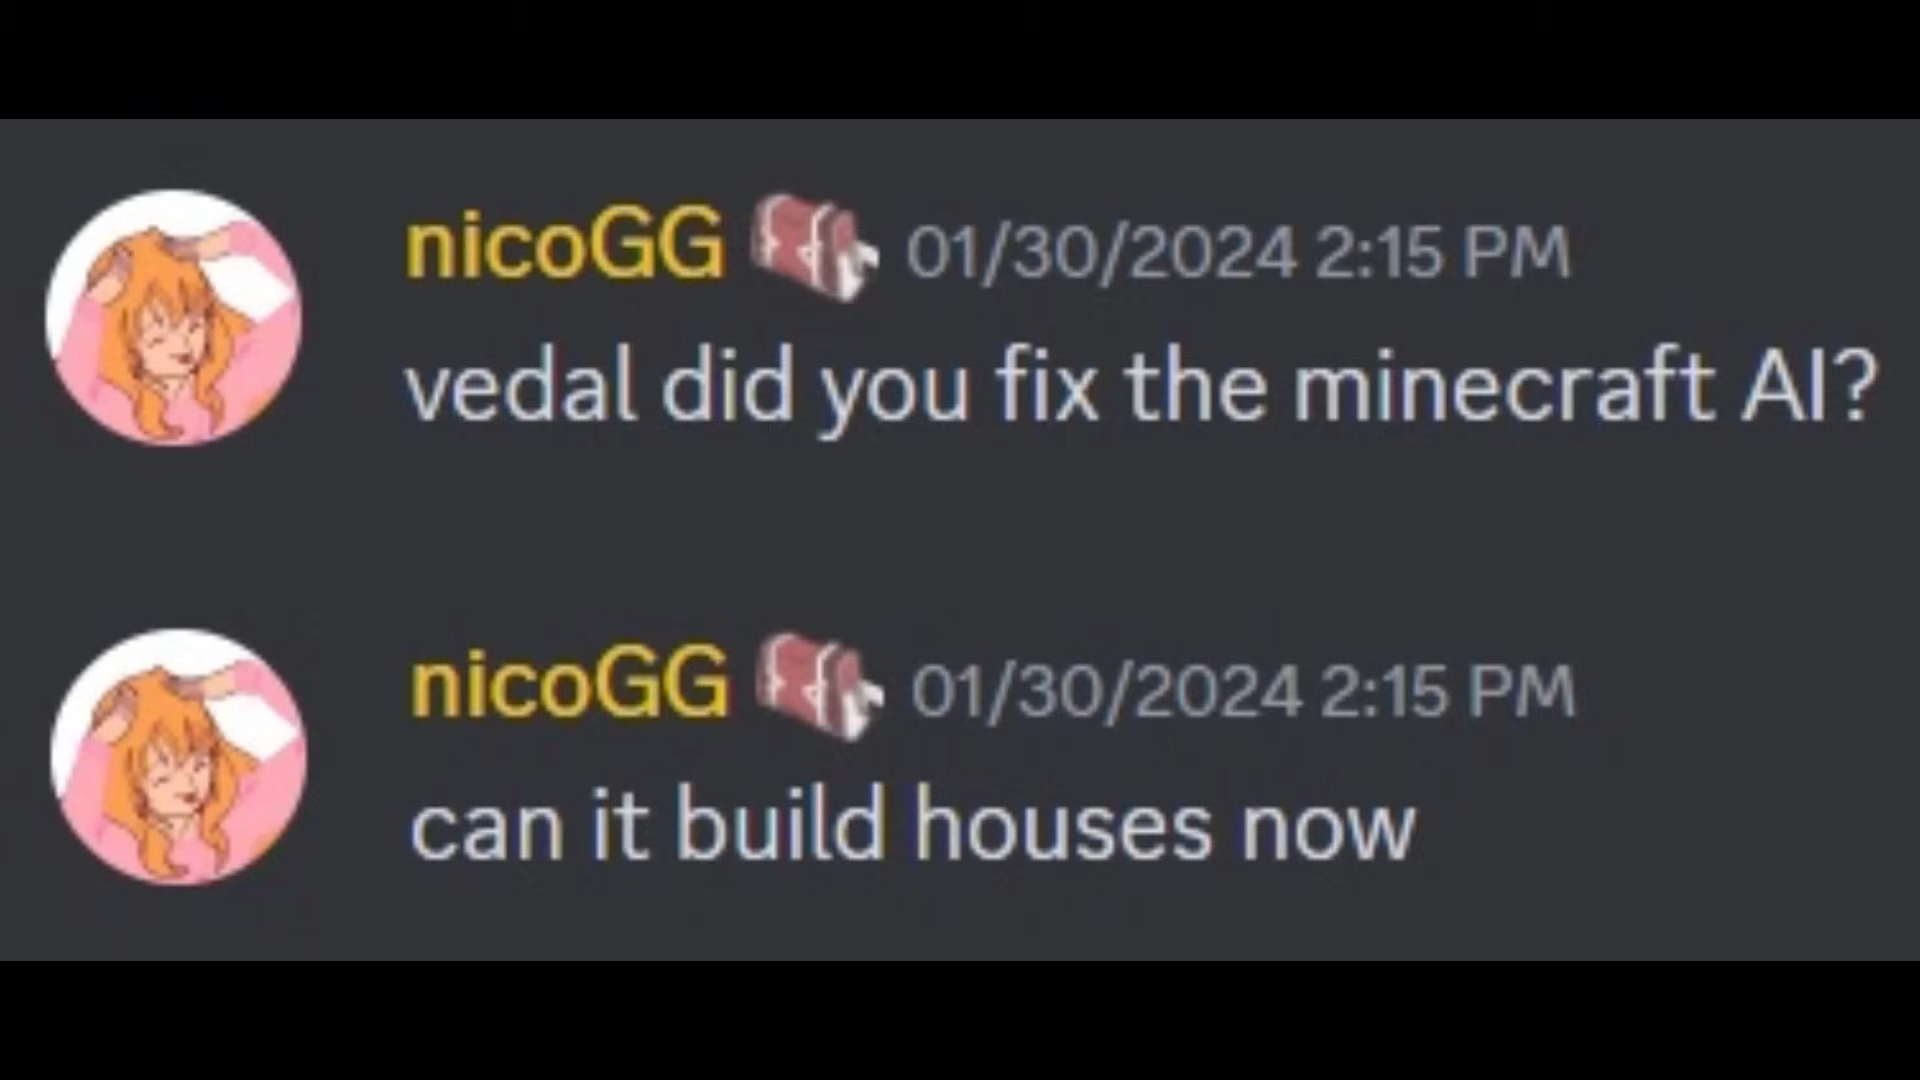 nicoGG 01/30/2024 2:15 PM
vedal did you fix the minecraft AI?
nicoGG 01/30/2024 2:15 PM
can it build houses now